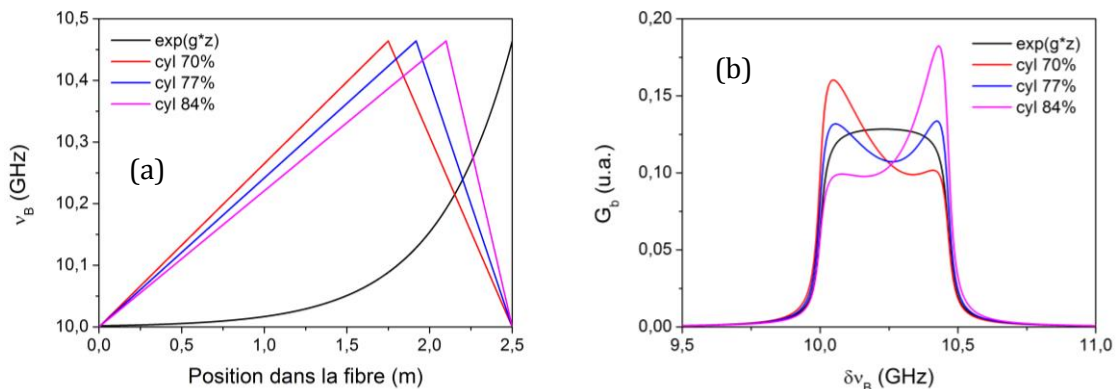 10,5
10,4
10,3
10,2
10,1
10,0
ν_B (GHz)
exp(g*z)
cyl 70%
cyl 77%
cyl 84%
(a)
0,0 0,5 1,0 1,5 2,0 2,5
Position dans la fibre (m)
0,20
0,15
0,10
0,05
0,00
G_b (u.a.)
(b)
exp(g*z)
cyl 70%
cyl 77%
cyl 84%
9,5 10,0 10,5 11,0
δν_B (GHz)